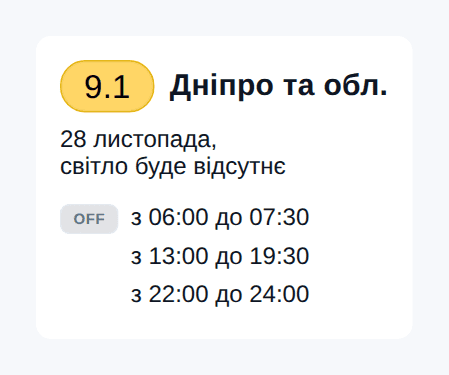 9.1 Дніпро та обл.
28 листопада,
світло буде відсутнє
OFF з 06:00 до 07:30
з 13:00 до 19:30
з 22:00 до 24:00